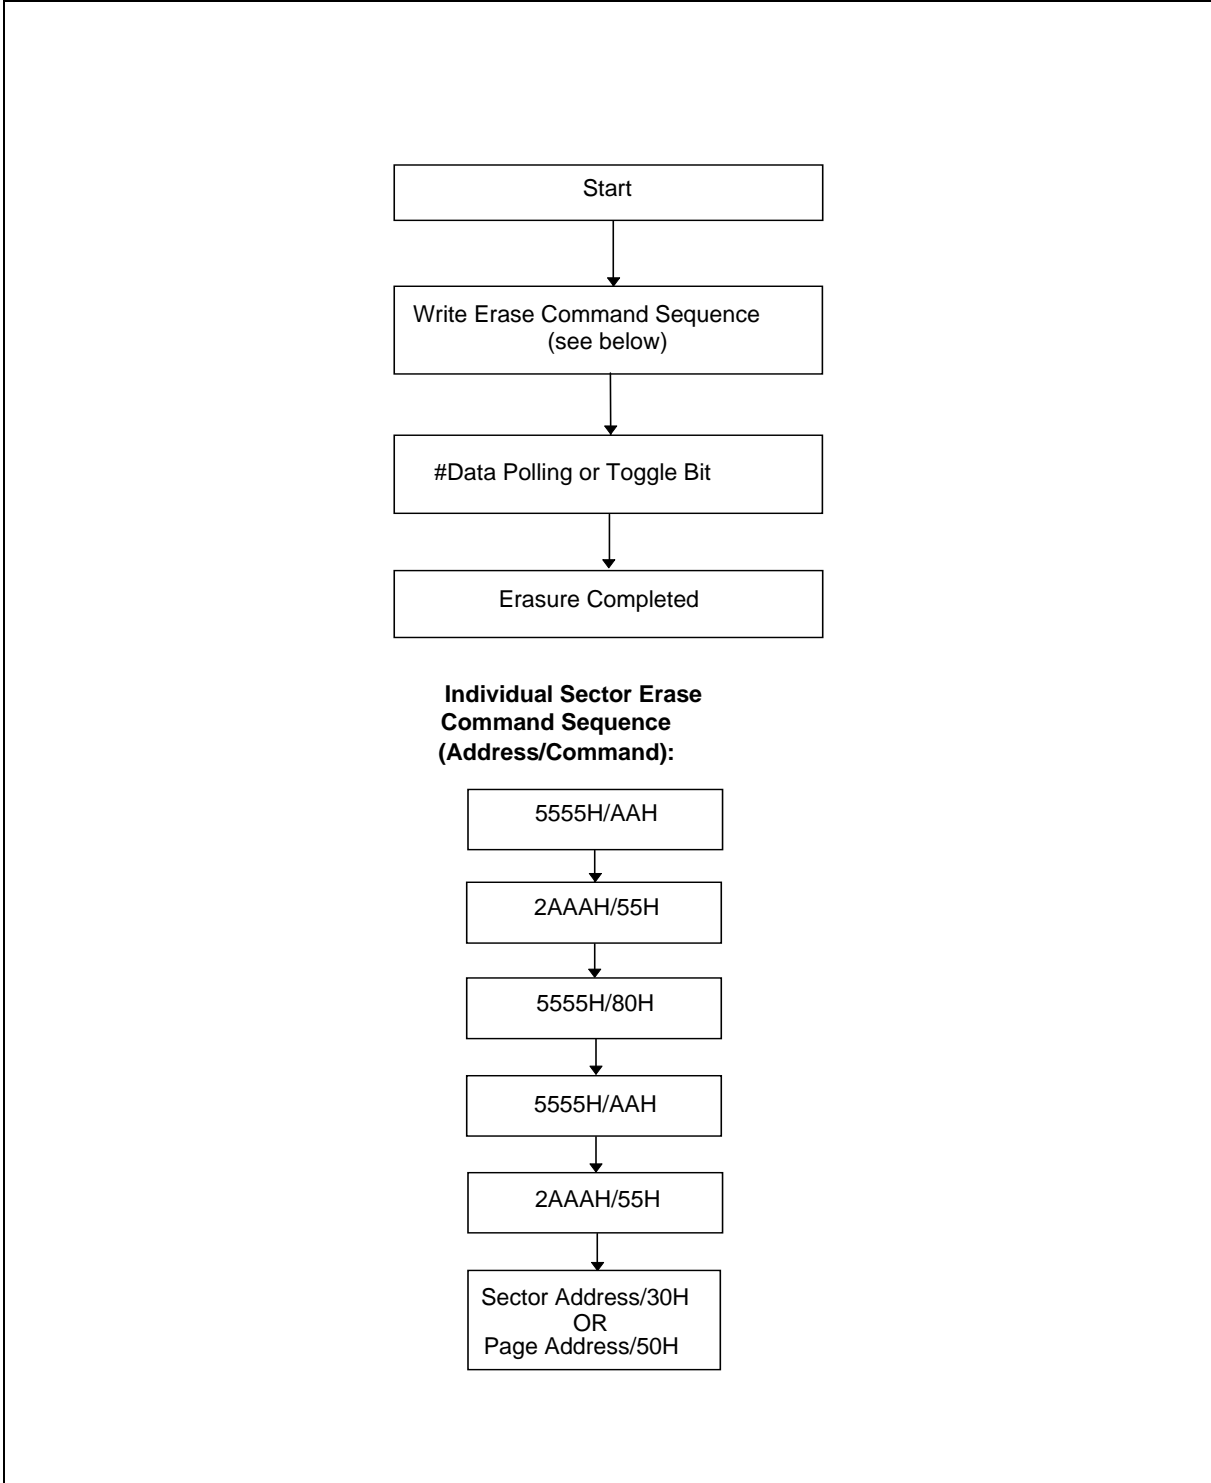 Start
Write Erase Command Sequence
(see below)
#Data Polling or Toggle Bit
Erasure Completed
Individual Sector Erase
Command Sequence
(Address/Command):
5555H/AAH
2AAAH/55H
5555H/80H
5555H/AAH
2AAAH/55H
Sector Address/30H
OR
Page Address/50H